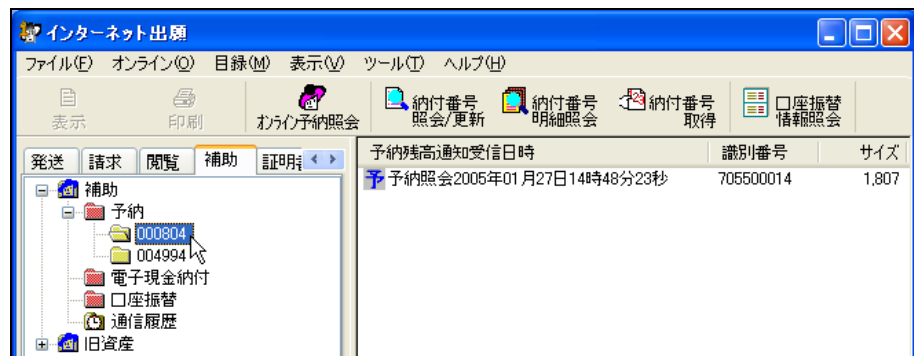 インターネット出願
ファイル(F) オンライン(O) 目録(M) 表示(V) ツール(T) ヘルプ(H)
表示
印刷
オンライン予納照会
納付番号
照会/更新
納付番号
明細照会
納付番号
取得
口座振替
情報照会
発送 請求 閲覧 補助 証明
予納残高通知受信日時 識別番号 サイズ
予 予納照会2005年01月27日14時48分23秒 705500014 1,807
補助
予納
000804
004994
電子現金納付
口座振替
通信履歴
旧資産